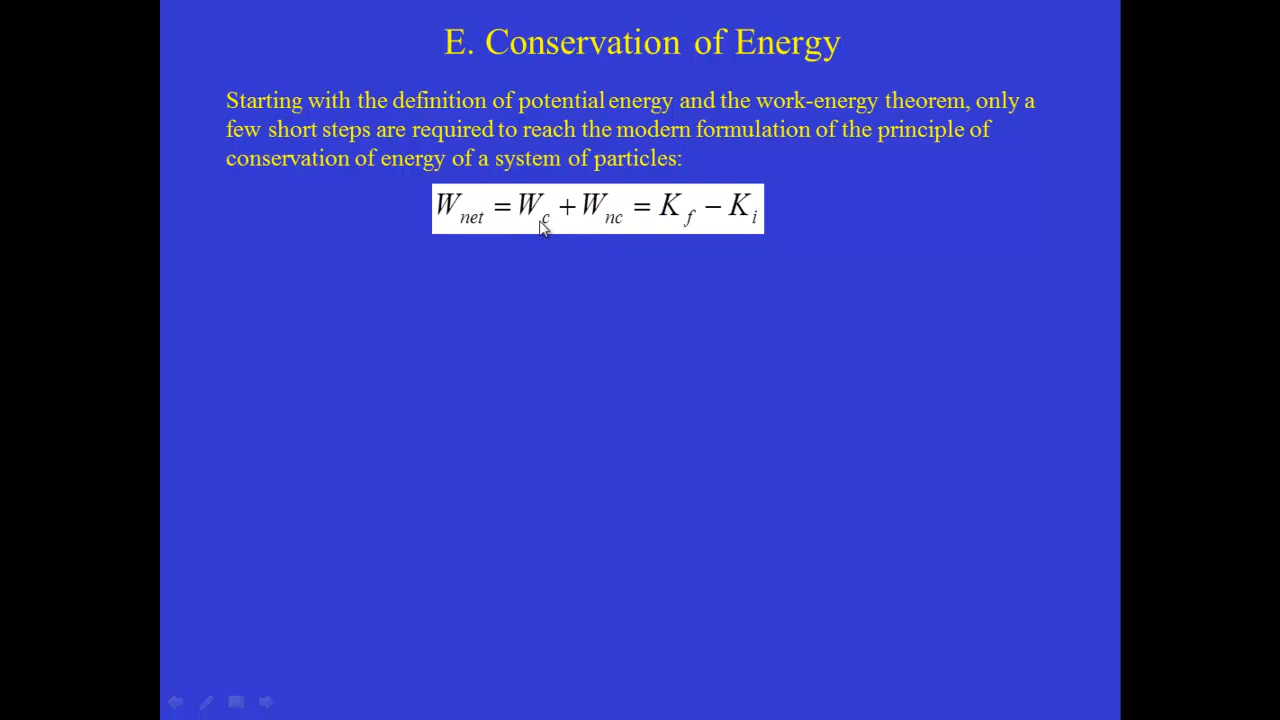 E. Conservation of Energy
Starting with the definition of potential energy and the work-energy theorem, only a
few short steps are required to reach the modern formulation of the principle of
conservation of energy of a system of particles:
W_net = W_c + W_nc = K_f − K_i